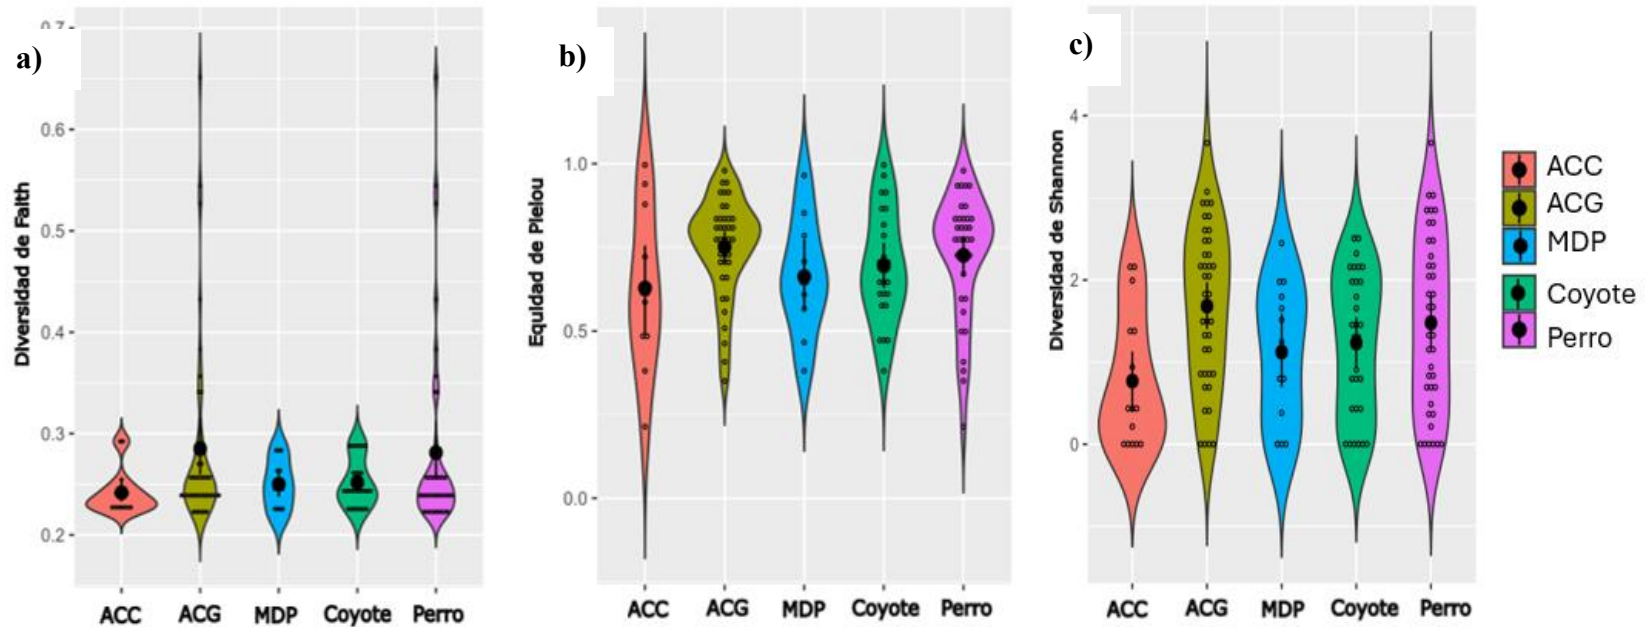 a)
Diversidad de Faith
0.7
0.6
0.5
0.4
0.3
0.2
ACC ACG MDP Coyote Perro
b)
Equidad de Pielou
1.0
0.5
0.0
ACC ACG MDP Coyote Perro
c)
Diversidad de Shannon
4
2
0
ACC ACG MDP Coyote Perro
ACC
ACG
MDP
Coyote
Perro